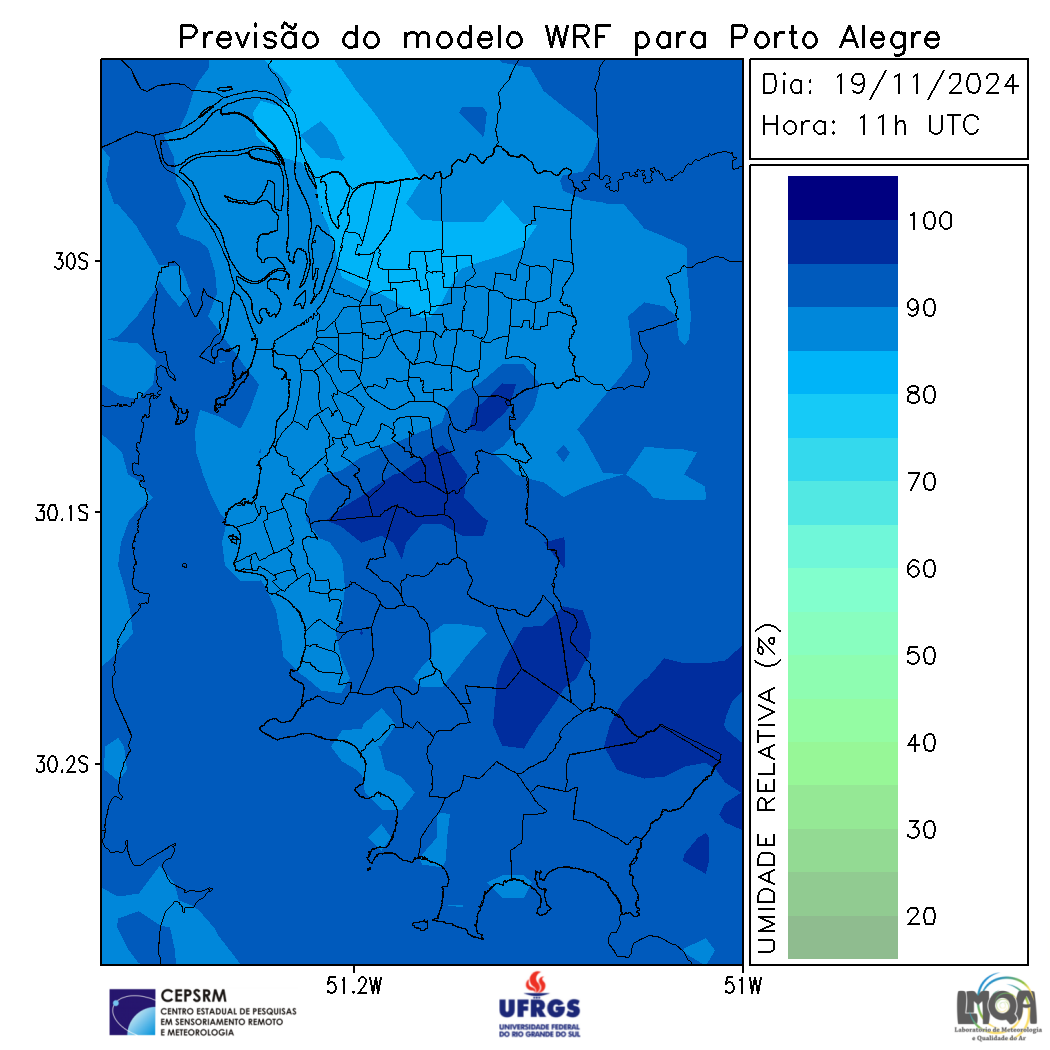 Previsão do modelo WRF para Porto Alegre
Dia: 19/11/2024
Hora: 11h UTC
100
90
80
70
60
50
40
30
20
UMIDADE RELATIVA (%)
30S
30.1S
30.2S
51.2W
51W
CEPSRM
CENTRO ESTADUAL DE PESQUISAS
EM SENSORIAMENTO REMOTO
E METEOROLOGIA
UFRGS
UNIVERSIDADE FEDERAL
DO RIO GRANDE DO SUL
LMQA
Laboratório de Meteorologia
e Qualidade do Ar